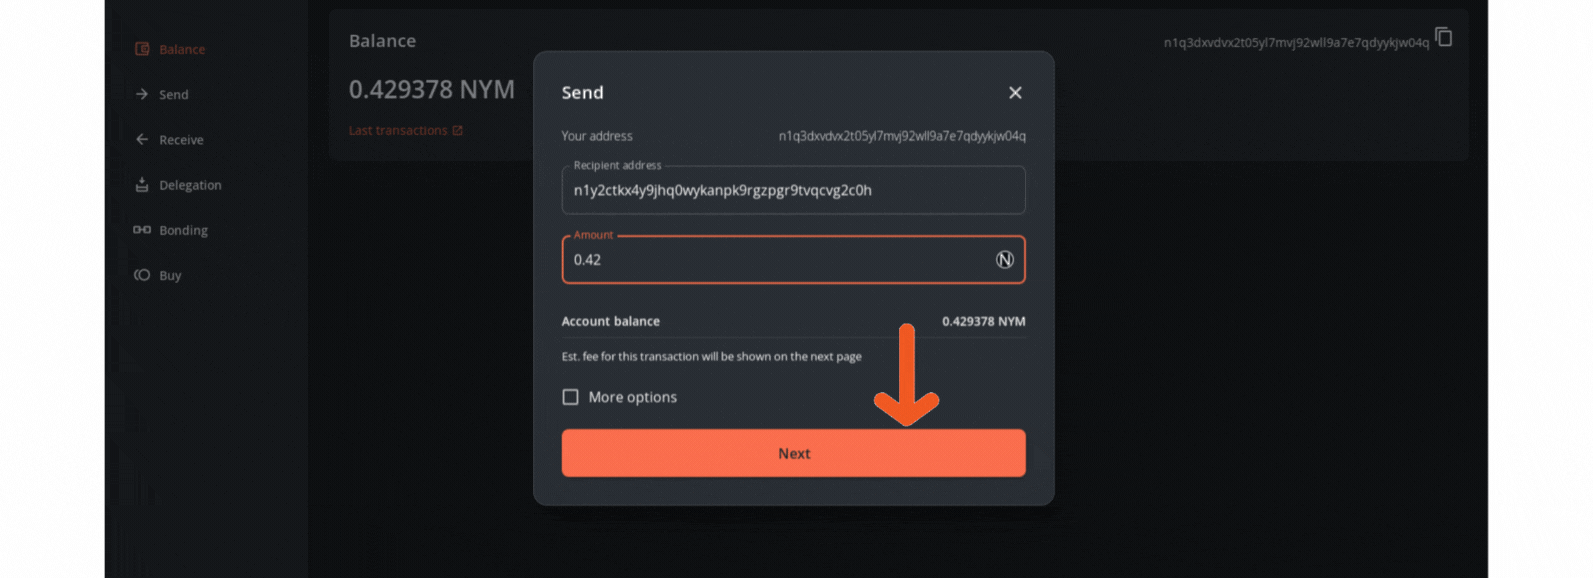 Balance
Send
Receive
Delegation
Bonding
Buy
Balance
0.429378 NYM
Last transactions
n1q3dxvdvx2t05yl7mvj92wll9a7e7qdyykjw04q
Send
Your address n1q3dxvdvx2t05yl7mvj92wll9a7e7qdyykjw04q
Recipient address
n1y2ctkx4y9jhq0wykanpk9rgzpgr9tvqcvg2c0h
Amount
0.42
Account balance 0.429378 NYM
Est. fee for this transaction will be shown on the next page
More options
Next